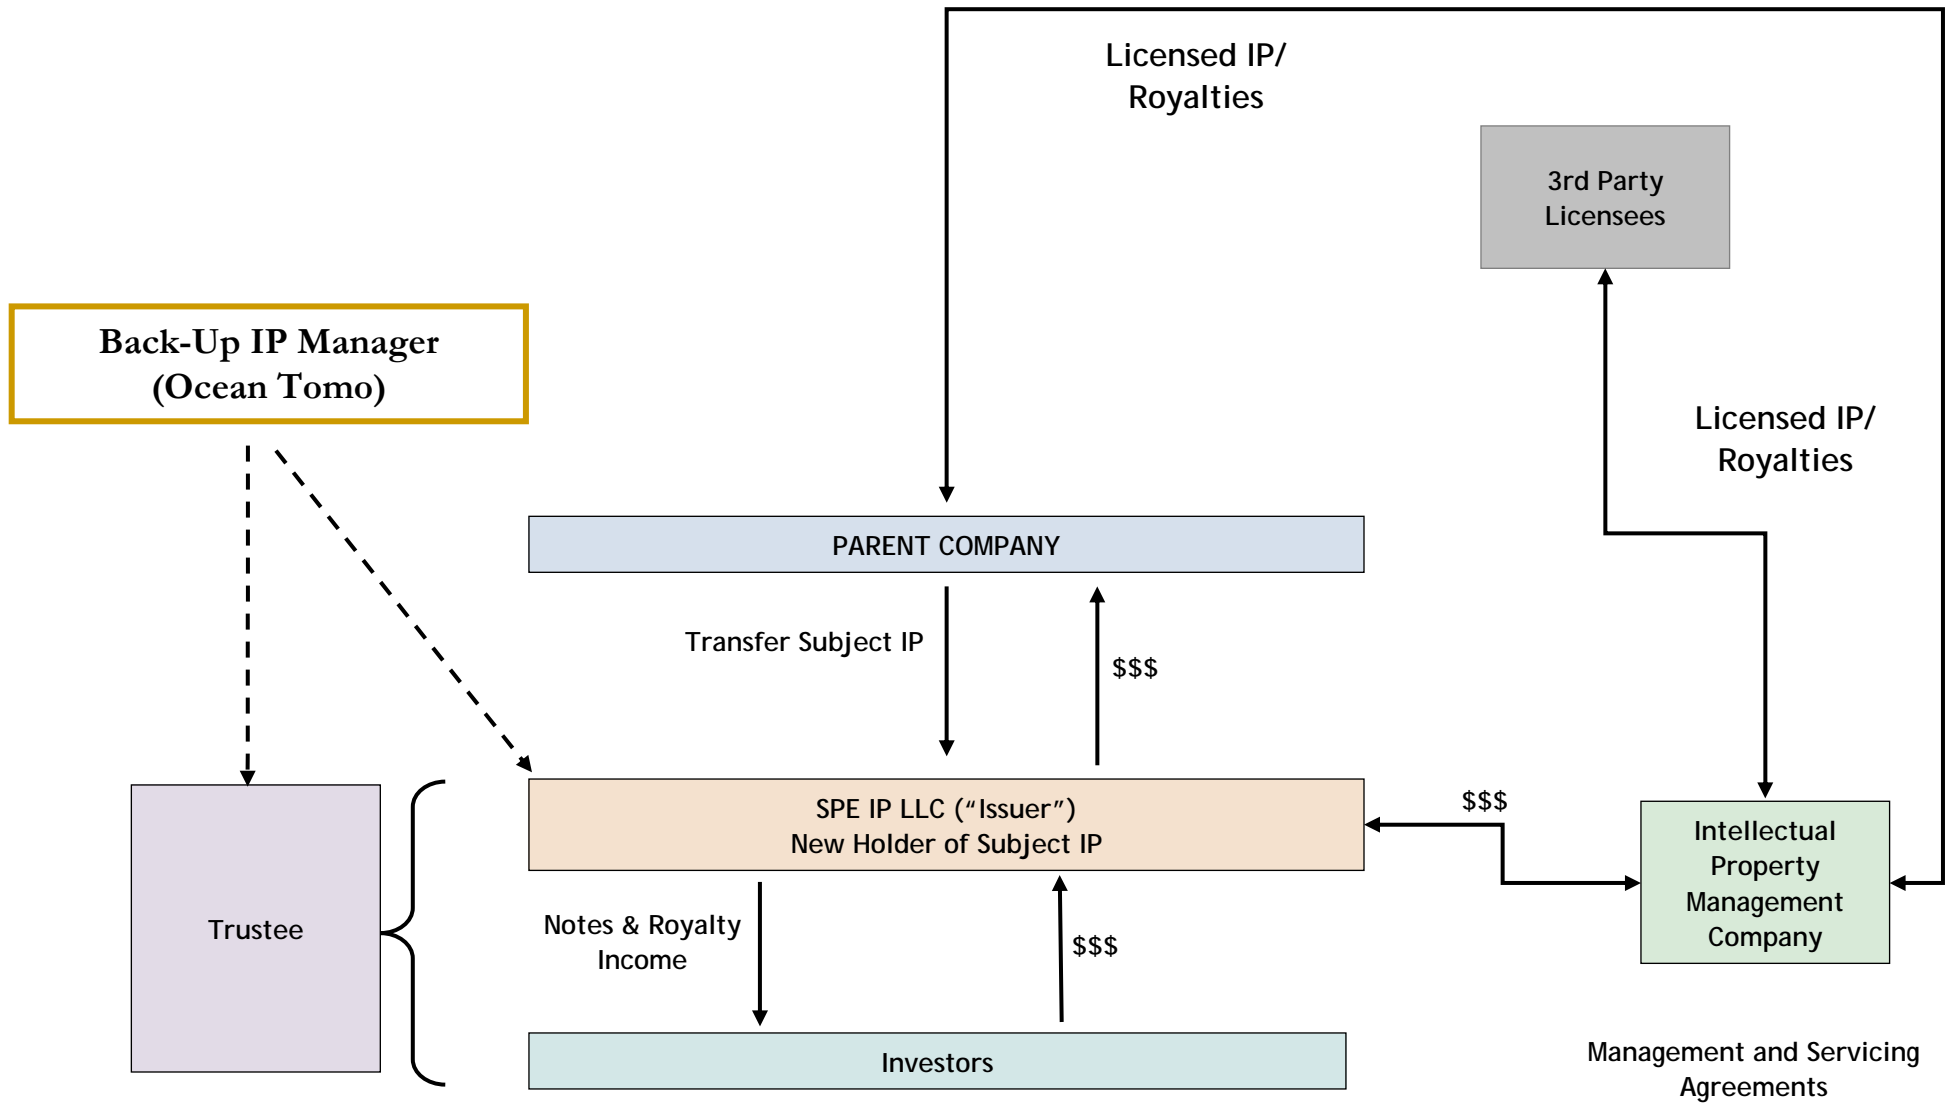 Licensed IP/
Royalties
3rd Party
Licensees
Back-Up IP Manager
(Ocean Tomo)
Licensed IP/
Royalties
PARENT COMPANY
Transfer Subject IP
$$$
SPE IP LLC (“Issuer”)
New Holder of Subject IP
$$$
Intellectual
Property
Management
Company
Trustee
Notes & Royalty
Income
$$$
Investors
Management and Servicing
Agreements